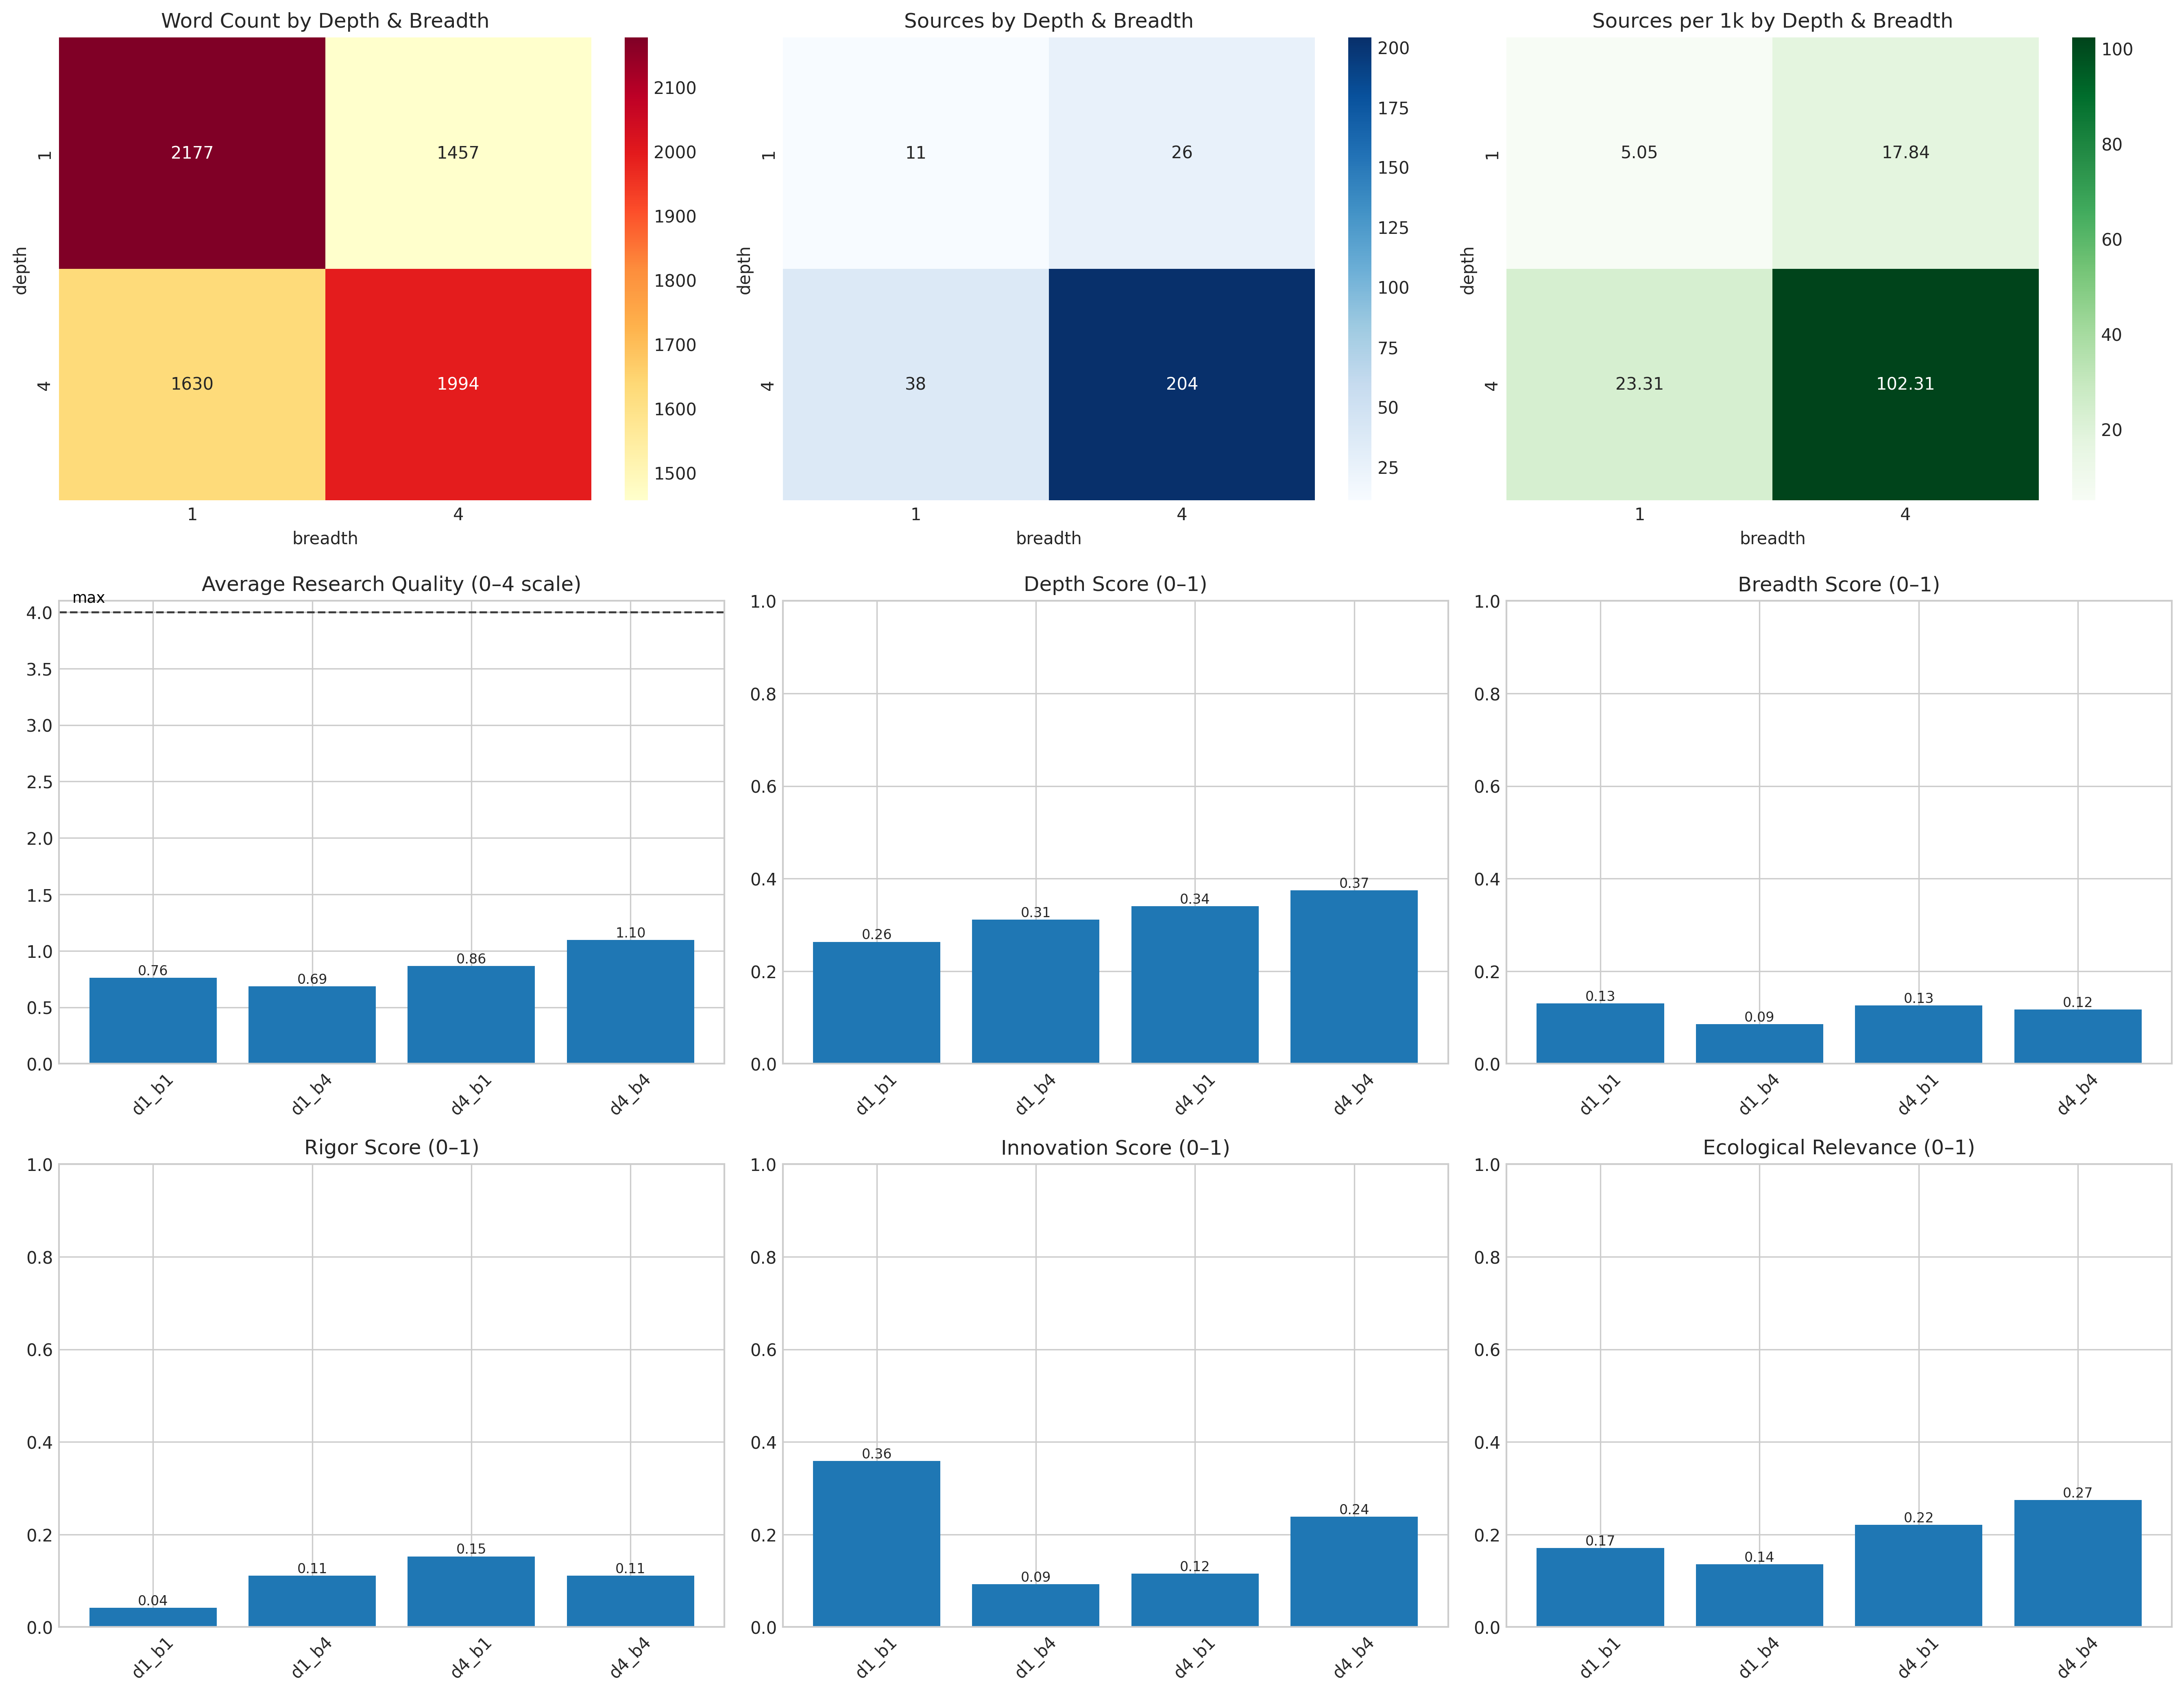 Word Count by Depth & Breadth
2177 1457
1630 1994
1
4
depth
1 4
breadth
2100
2000
1900
1800
1700
1600
1500
Sources by Depth & Breadth
11 26
38 204
1
4
depth
1 4
breadth
200
175
150
125
100
75
50
25
Sources per 1k by Depth & Breadth
5.05 17.84
23.31 102.31
1
4
depth
1 4
breadth
100
80
60
40
20
Average Research Quality (0–4 scale)
max
4.0
3.5
3.0
2.5
2.0
1.5
1.0
0.5
0.0
0.76 0.69 0.86 1.10
d1_b1 d1_b4 d4_b1 d4_b4
Depth Score (0–1)
1.0
0.8
0.6
0.4
0.2
0.0
0.26 0.31 0.34 0.37
d1_b1 d1_b4 d4_b1 d4_b4
Breadth Score (0–1)
1.0
0.8
0.6
0.4
0.2
0.0
0.13 0.09 0.13 0.12
d1_b1 d1_b4 d4_b1 d4_b4
Rigor Score (0–1)
1.0
0.8
0.6
0.4
0.2
0.0
0.04 0.11 0.15 0.11
d1_b1 d1_b4 d4_b1 d4_b4
Innovation Score (0–1)
1.0
0.8
0.6
0.4
0.2
0.0
0.36 0.09 0.12 0.24
d1_b1 d1_b4 d4_b1 d4_b4
Ecological Relevance (0–1)
1.0
0.8
0.6
0.4
0.2
0.0
0.17 0.14 0.22 0.27
d1_b1 d1_b4 d4_b1 d4_b4